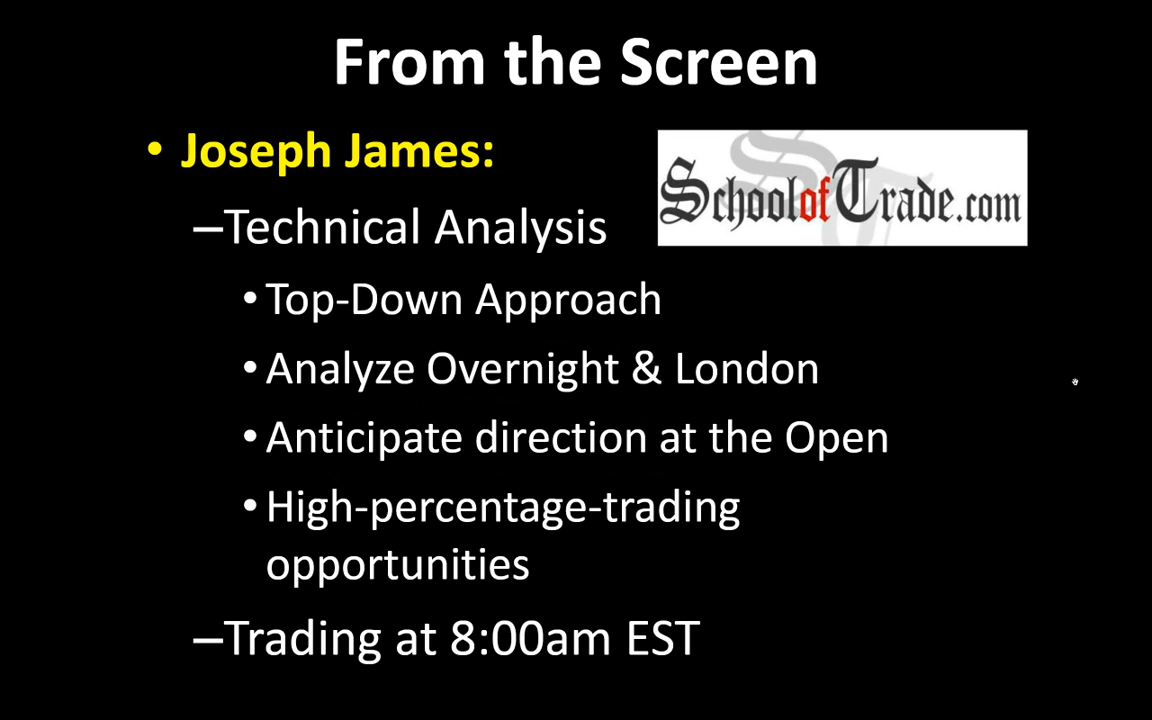 From the Screen
• Joseph James:
SchoolofTrade.com
–Technical Analysis
• Top-Down Approach
• Analyze Overnight & London
• Anticipate direction at the Open
• High-percentage-trading
opportunities
–Trading at 8:00am EST